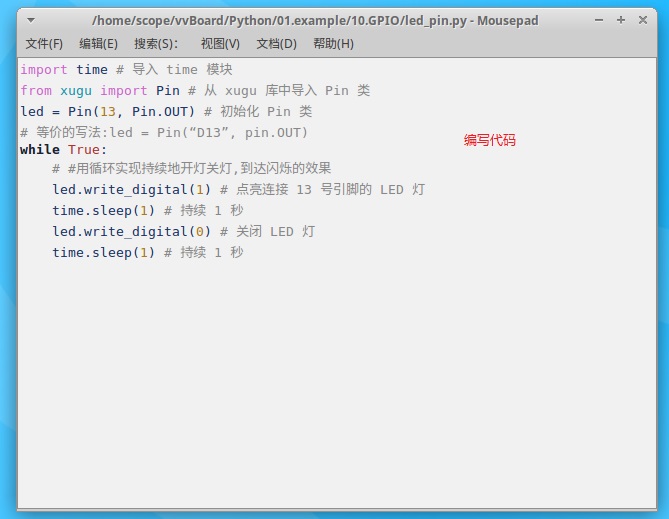 /home/scope/vvBoard/Python/01.example/10.GPIO/led_pin.py - Mousepad
文件(F) 编辑(E) 搜索(S): 视图(V) 文档(D) 帮助(H)
import time # 导入 time 模块
from xugu import Pin # 从 xugu 库中导入 Pin 类
led = Pin(13, Pin.OUT) # 初始化 Pin 类
# 等价的写法:led = Pin(“D13”, pin.OUT)
编写代码
while True:
# #用循环实现持续地开灯关灯,到达闪烁的效果
led.write_digital(1) # 点亮连接 13 号引脚的 LED 灯
time.sleep(1) # 持续 1 秒
led.write_digital(0) # 关闭 LED 灯
time.sleep(1) # 持续 1 秒